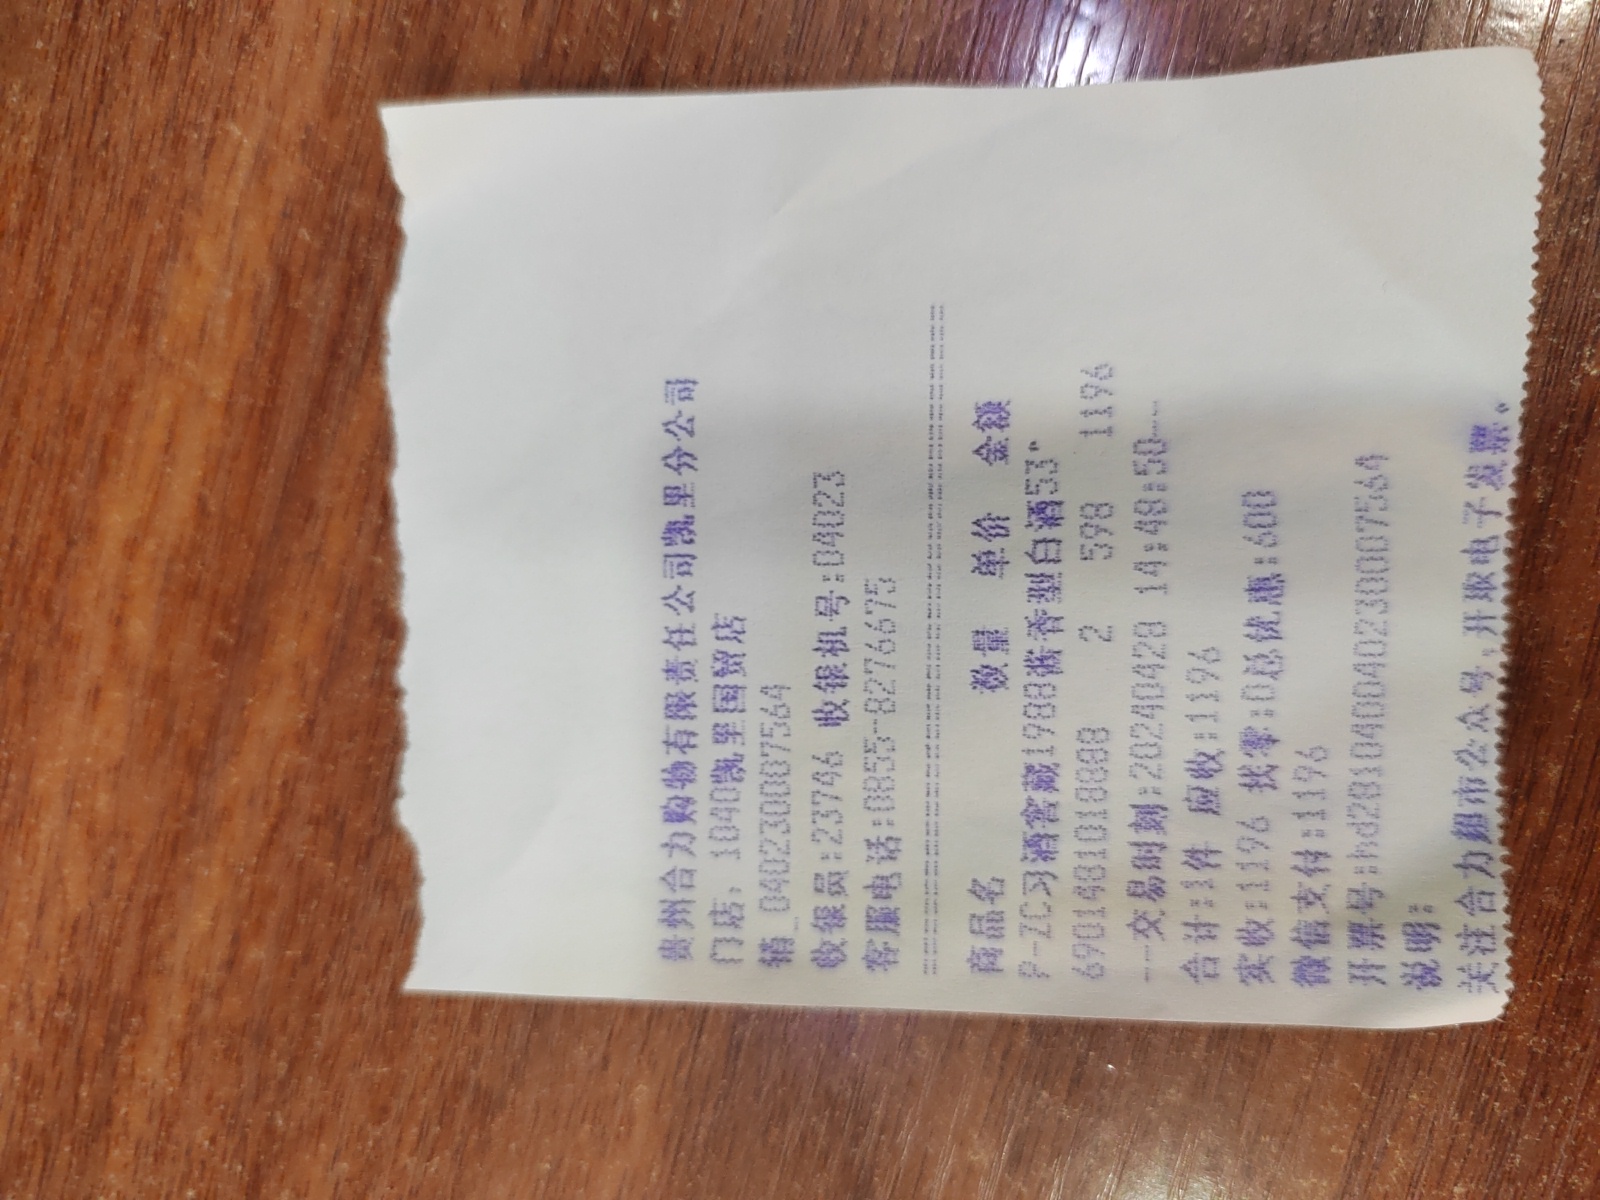 贵州合力购物有限责任公司凯里分公司
门店: 1040凯里国贸店
销_040230007564
收银员:23746 收银机号:04023
客服电话:0855-8276675
商品名 数量 单价 金额
P-ZC习酒窖藏1988酱香型白酒53°
6901481018888 2 598 1196
---交易时刻:20240428 14:48:50---
合计:1件 应收:1196
实收:1196 找零:0总优惠:600
微信支付:1196
开票号:hd281040040230007564
说明:
关注合力超市公众号,开取电子发票。